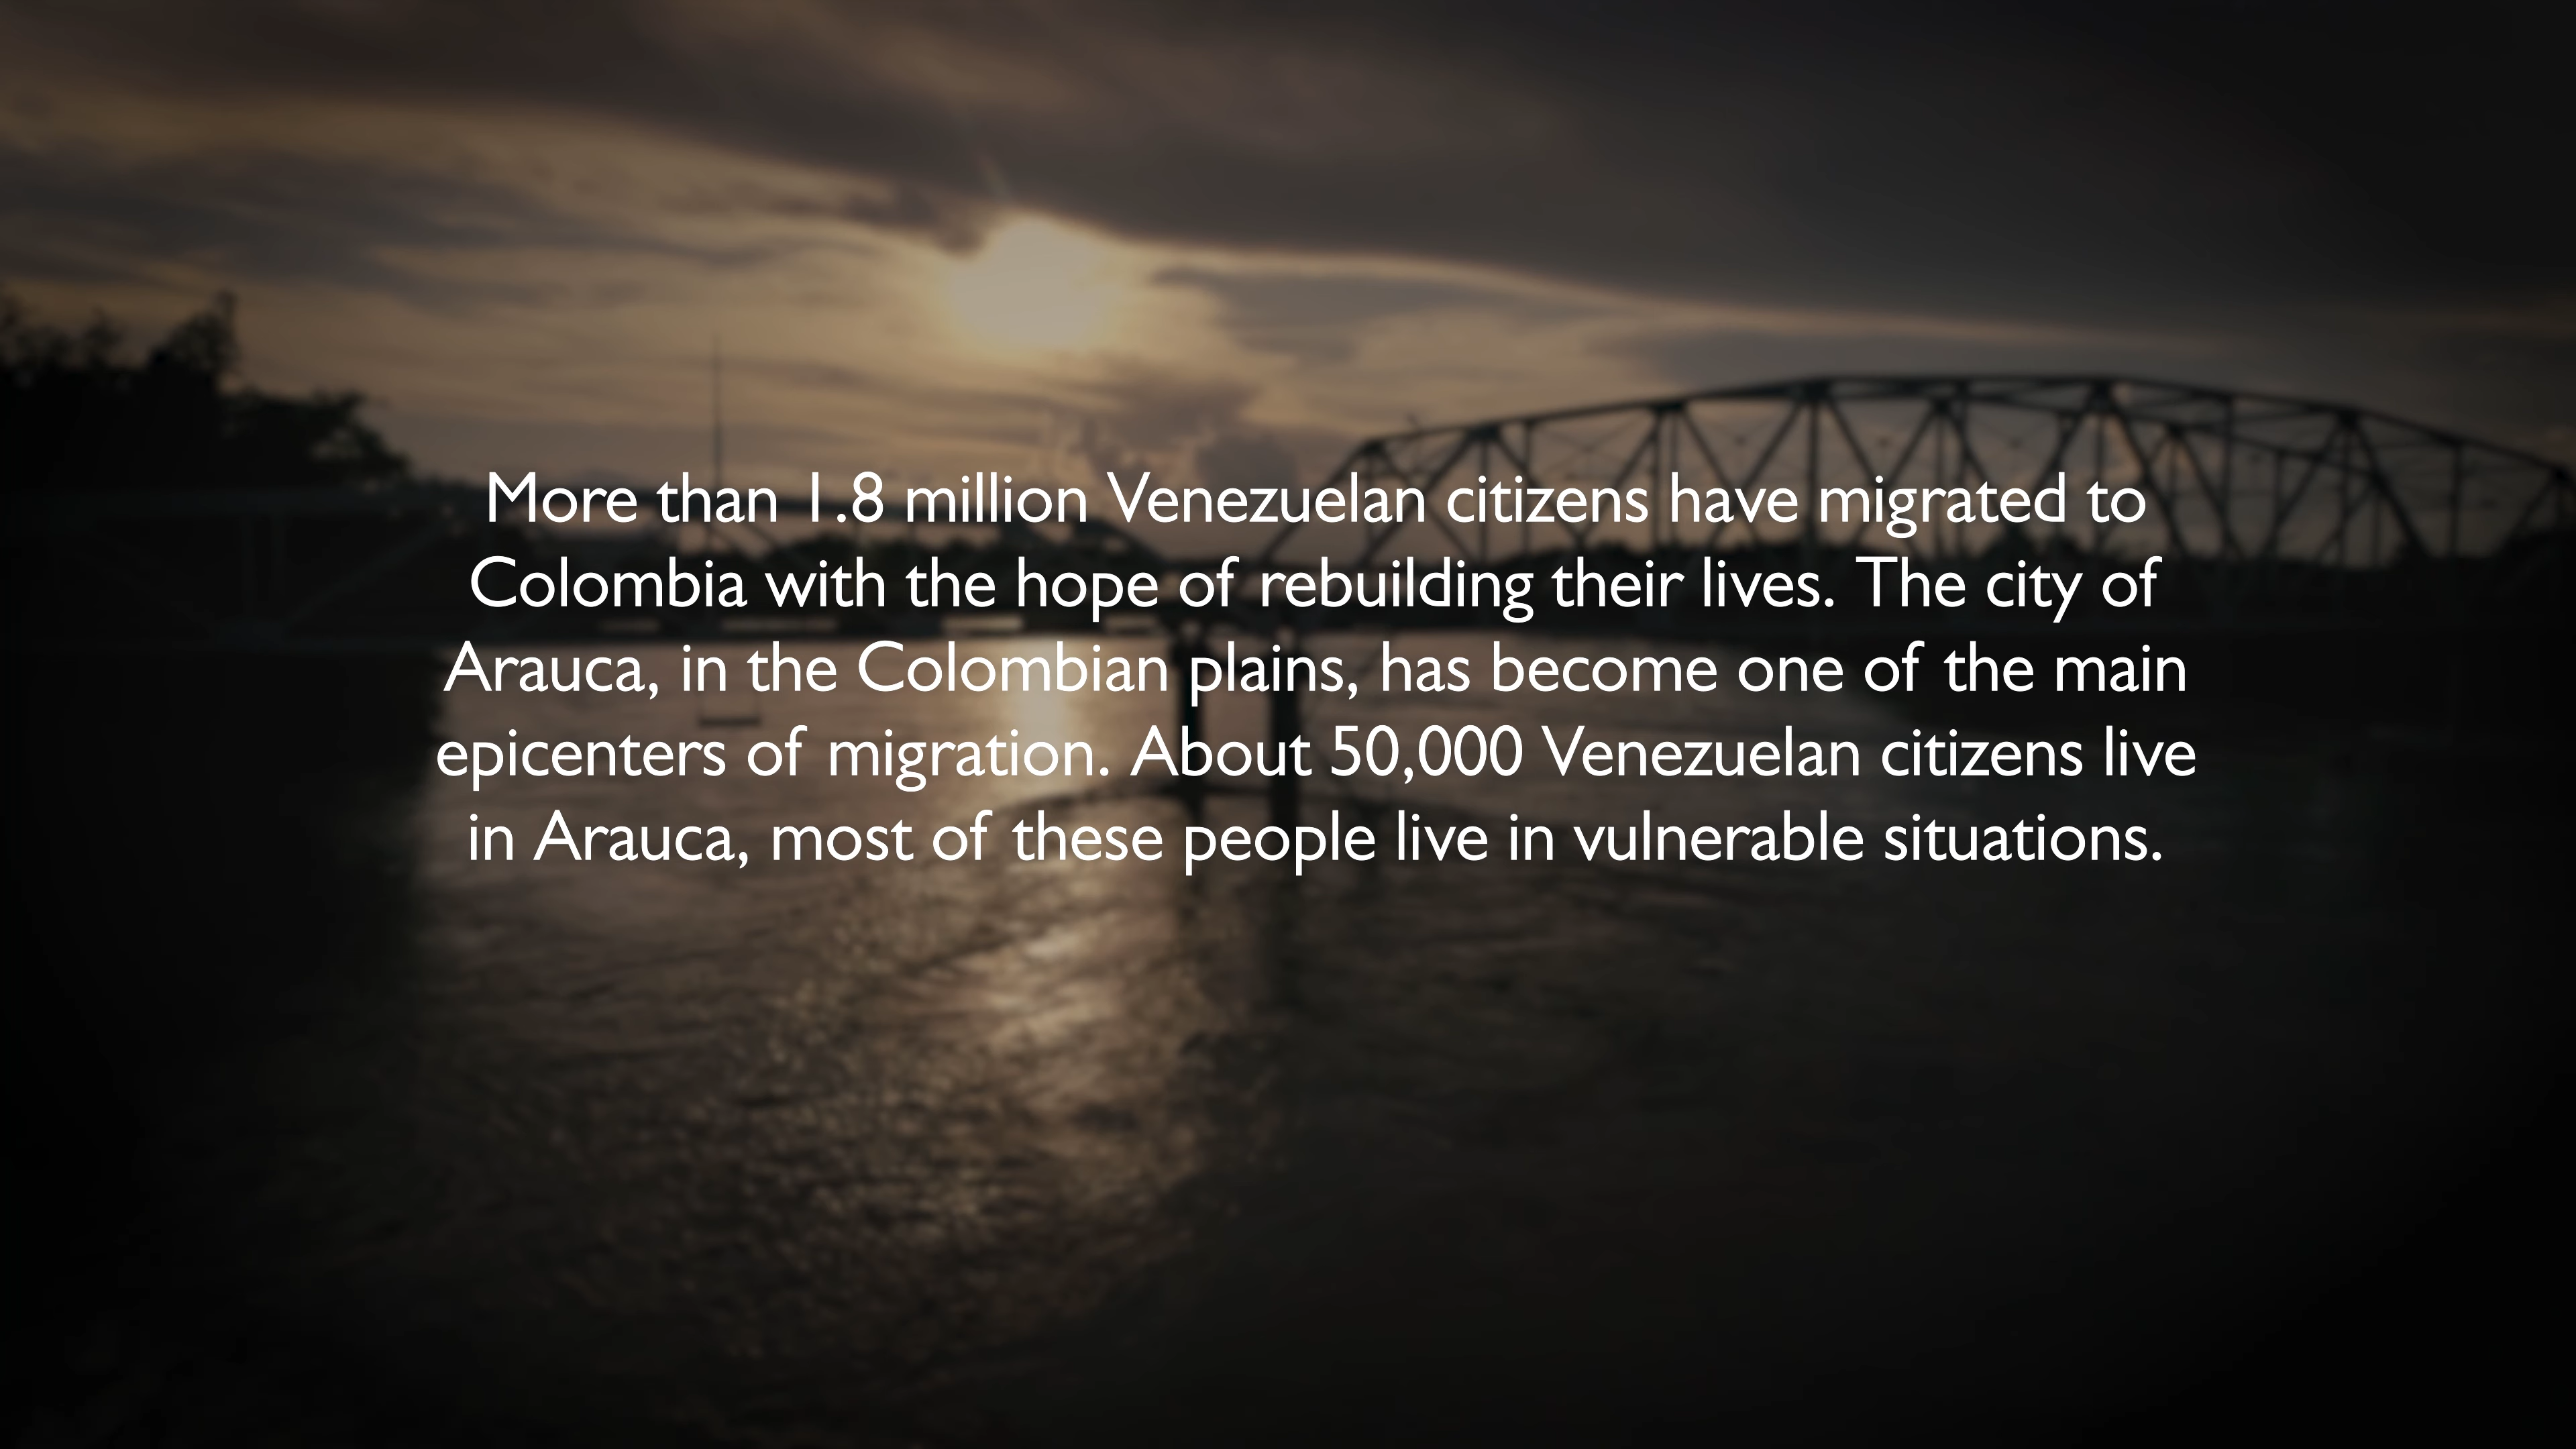 More than 1.8 million Venezuelan citizens have migrated to
Colombia with the hope of rebuilding their lives. The city of
Arauca, in the Colombian plains, has become one of the main
epicenters of migration. About 50,000 Venezuelan citizens live
in Arauca, most of these people live in vulnerable situations.